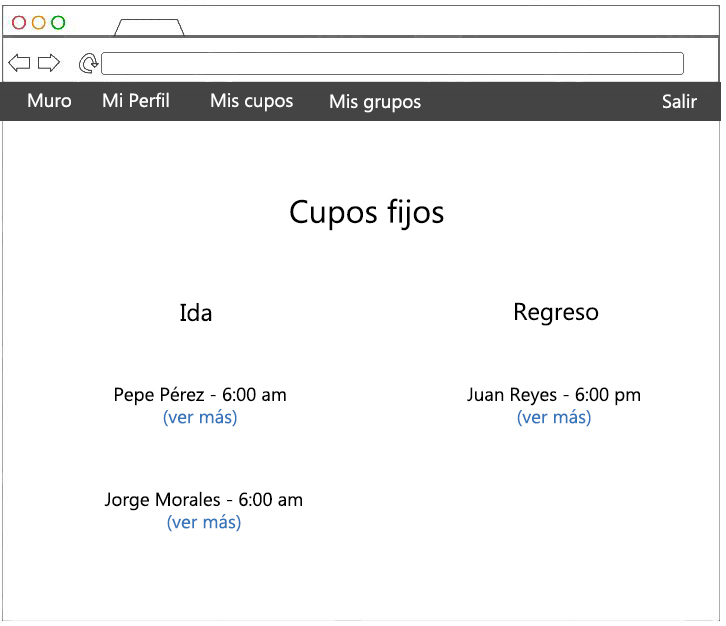 Muro Mi Perfil Mis cupos Mis grupos Salir
Cupos fijos
Ida
Pepe Pérez - 6:00 am
(ver más)
Jorge Morales - 6:00 am
(ver más)
Regreso
Juan Reyes - 6:00 pm
(ver más)